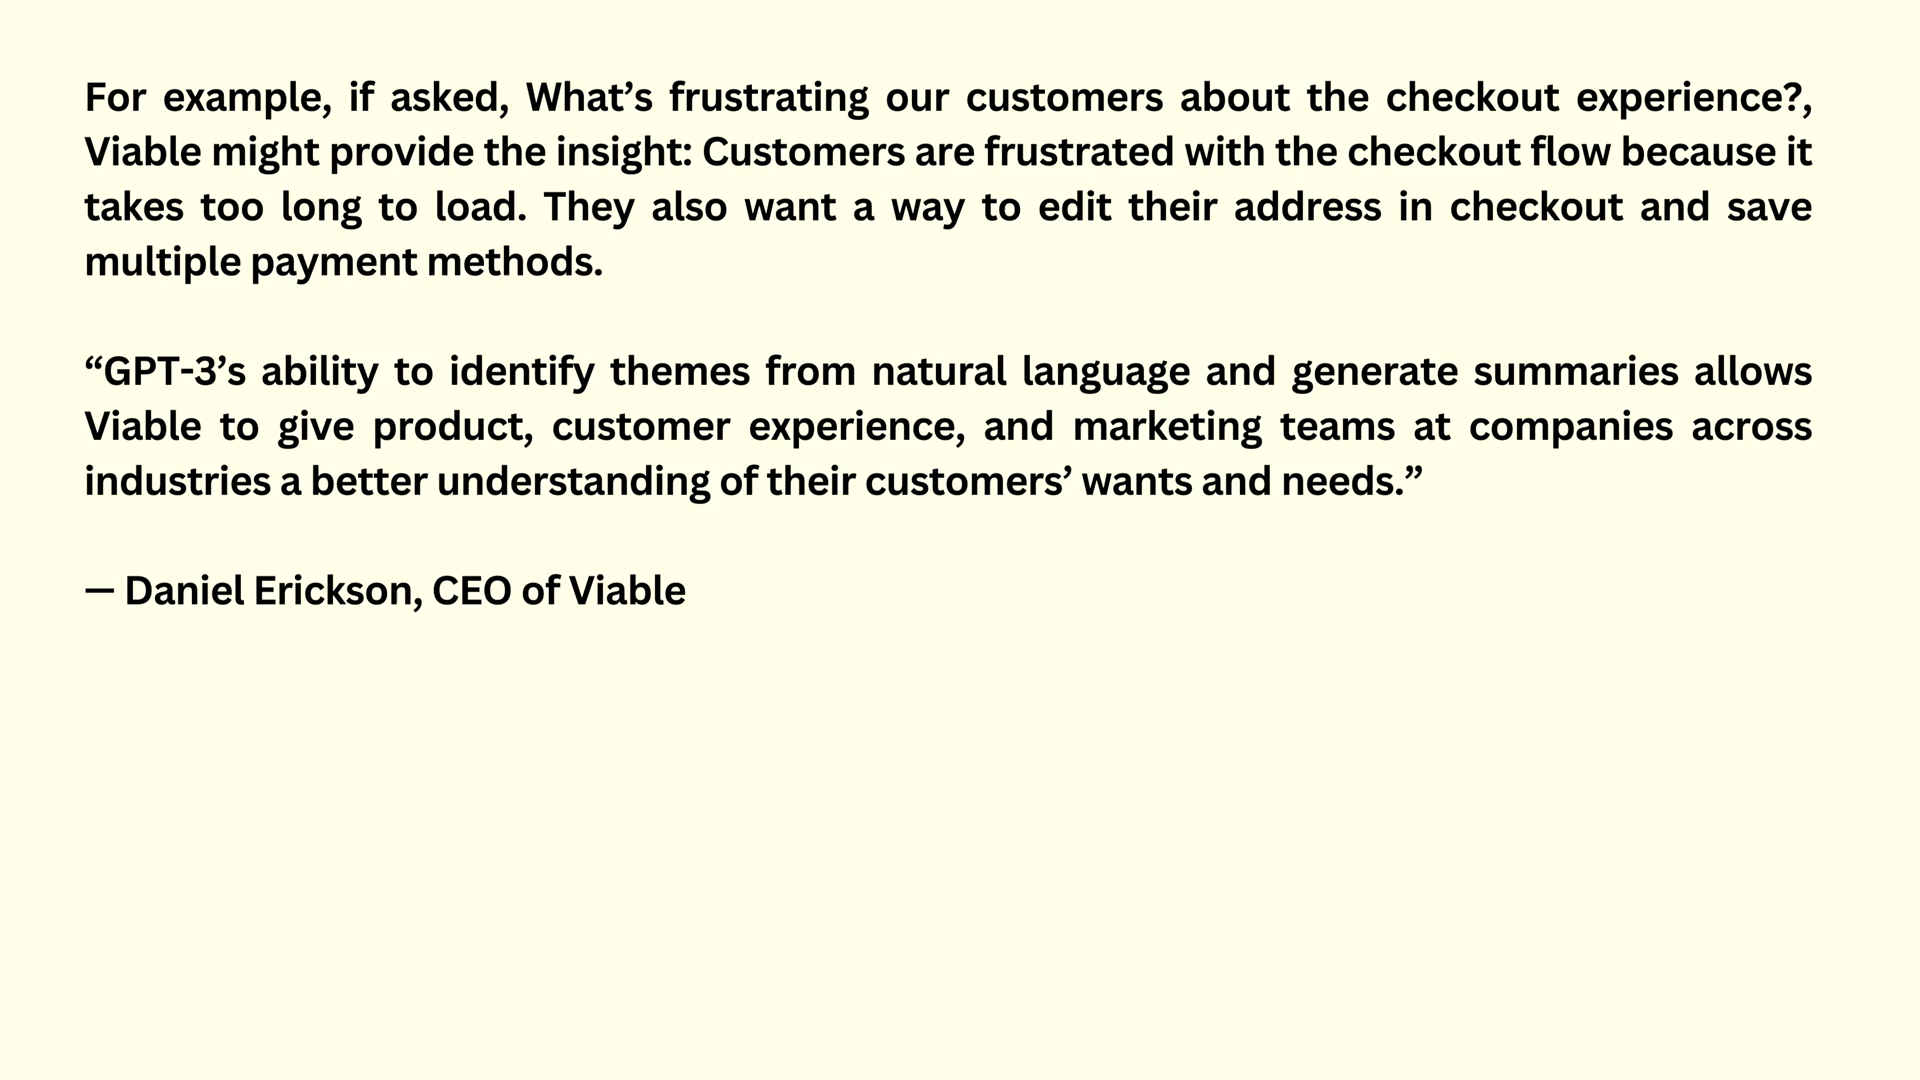 For example, if asked, What’s frustrating our customers about the checkout experience?,
Viable might provide the insight: Customers are frustrated with the checkout flow because it
takes too long to load. They also want a way to edit their address in checkout and save
multiple payment methods.
“GPT-3’s ability to identify themes from natural language and generate summaries allows
Viable to give product, customer experience, and marketing teams at companies across
industries a better understanding of their customers’ wants and needs.”
— Daniel Erickson, CEO of Viable